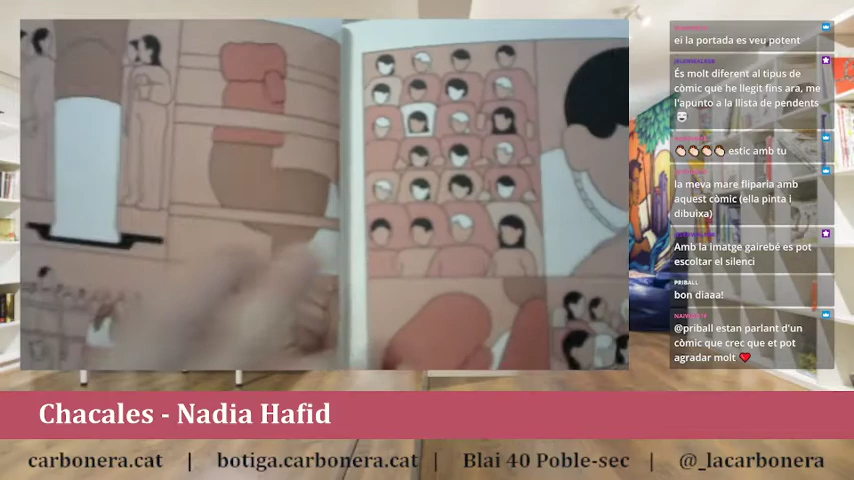 ei la portada es veu potent
És molt diferent al tipus de
còmic que he llegit fins ara, me
l'apunto a la llista de pendents
estic amb tu
la meva mare fliparia amb
aquest còmic (ella pinta i
dibuixa)
Amb la imatge gairebé es pot
escoltar el silenci
PRIBALL
bon diaaa!
@priball estan parlant d'un
còmic que crec que et pot
agradar molt
Chacales - Nadia Hafid
carbonera.cat | botiga.carbonera.cat | Blai 40 Poble-sec | @_lacarbonera